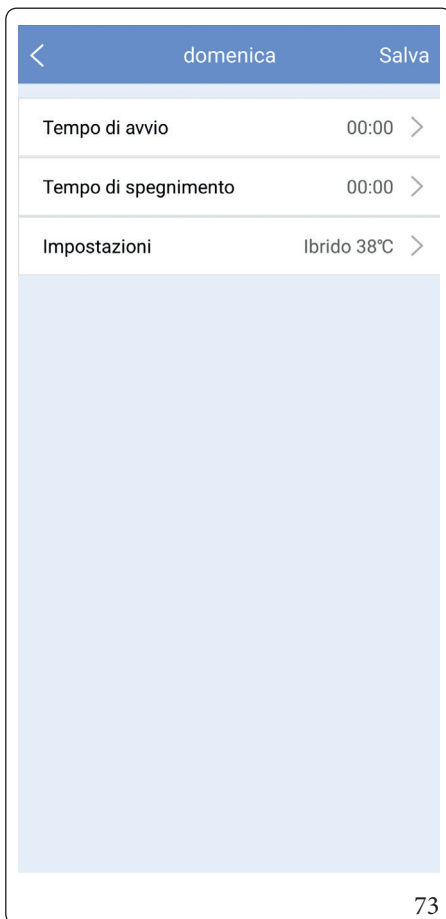 domenica Salva
Tempo di avvio 00:00
Tempo di spegnimento 00:00
Impostazioni Ibrido 38℃
73